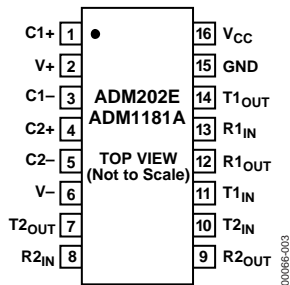 C1+ 1 16 VCC
V+ 2 15 GND
C1– 3 ADM202E 14 T1OUT
C2+ 4 ADM1181A 13 R1IN
C2– 5 TOP VIEW 12 R1OUT
V– 6 (Not to Scale) 11 T1IN
T2OUT 7 10 T2IN
R2IN 8 9 R2OUT
00066-003